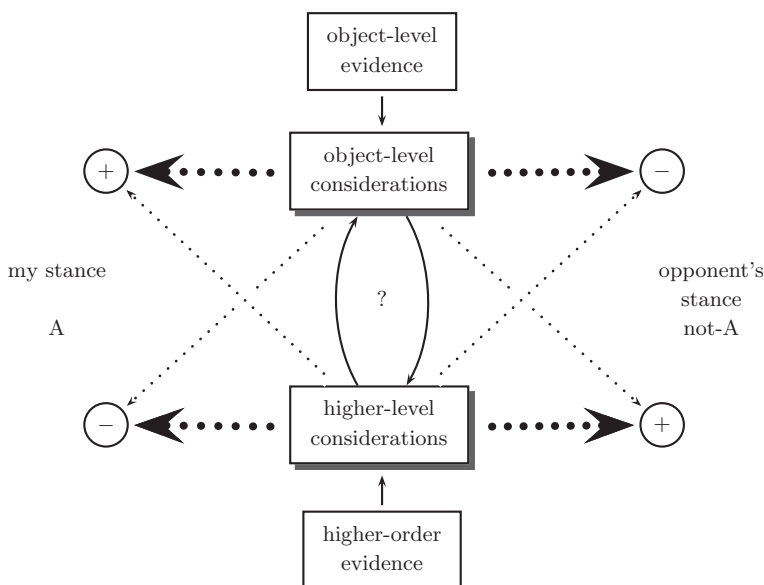 object-level
evidence
object-level
considerations
+
−
my stance
A
?
opponent's
stance
not-A
higher-level
considerations
−
+
higher-order
evidence